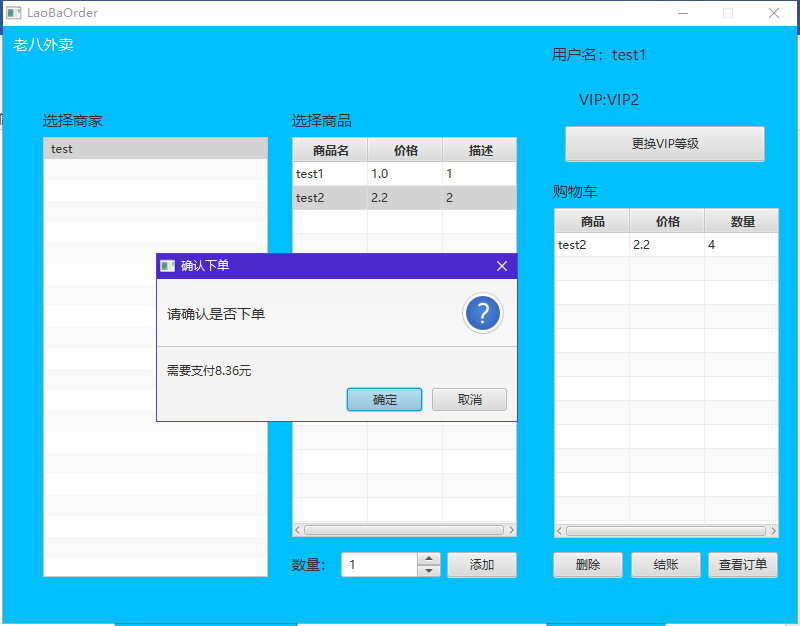 LaoBaOrder
老八外卖
用户名：test1
VIP:VIP2
更换VIP等级
选择商家
test
选择商品
商品名 价格 描述
test1 1.0 1
test2 2.2 2
购物车
商品 价格 数量
test2 2.2 4
确认下单
请确认是否下单
?
需要支付8.36元
确定 取消
数量： 1 添加
删除 结账 查看订单